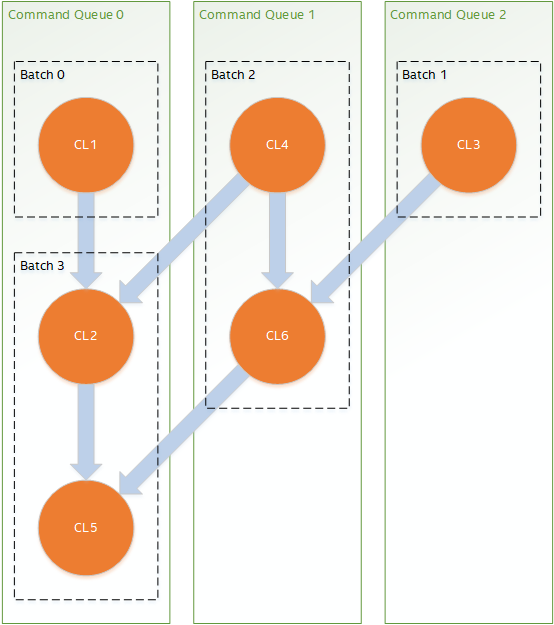 Command Queue 0
Command Queue 1
Command Queue 2
Batch 0
Batch 2
Batch 1
CL1
CL4
CL3
Batch 3
CL2
CL6
CL5